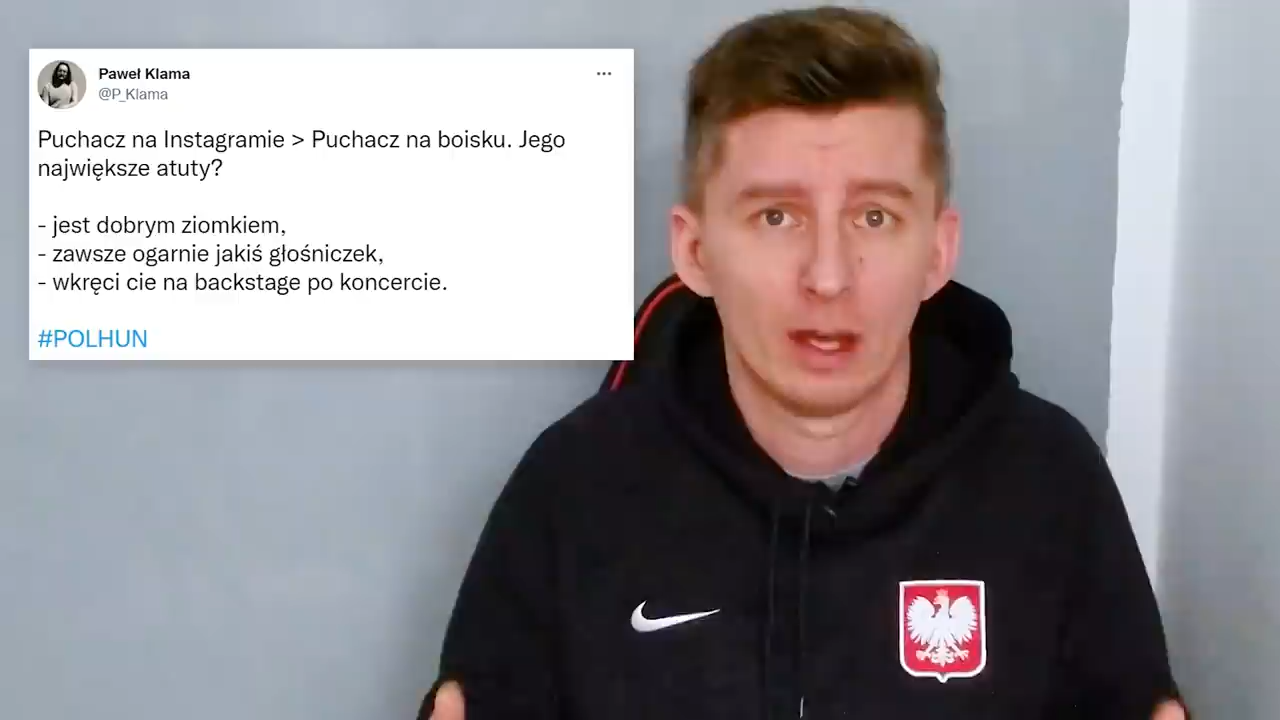 Paweł Klama
@P_Klama
Puchacz na Instagramie > Puchacz na boisku. Jego
największe atuty?
- jest dobrym ziomkiem,
- zawsze ogarnie jakiś głośniczek,
- wkręci cie na backstage po koncercie.
#POLHUN